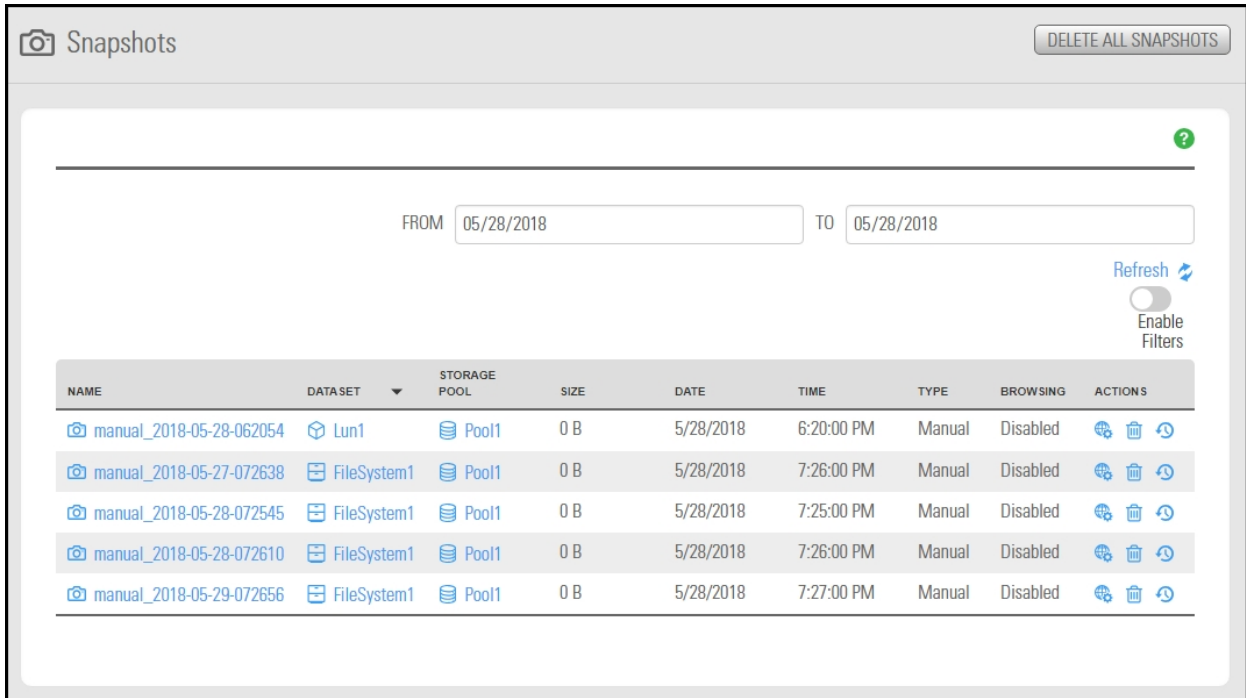 Snapshots
DELETE ALL SNAPSHOTS
?
FROM 05/28/2018 TO 05/28/2018
Refresh
Enable
Filters
NAME DATASET STORAGE POOL SIZE DATE TIME TYPE BROWSING ACTIONS
manual_2018-05-28-062054 Lun1 Pool1 0 B 5/28/2018 6:20:00 PM Manual Disabled
manual_2018-05-27-072638 FileSystem1 Pool1 0 B 5/28/2018 7:26:00 PM Manual Disabled
manual_2018-05-28-072545 FileSystem1 Pool1 0 B 5/28/2018 7:25:00 PM Manual Disabled
manual_2018-05-28-072610 FileSystem1 Pool1 0 B 5/28/2018 7:26:00 PM Manual Disabled
manual_2018-05-29-072656 FileSystem1 Pool1 0 B 5/28/2018 7:27:00 PM Manual Disabled